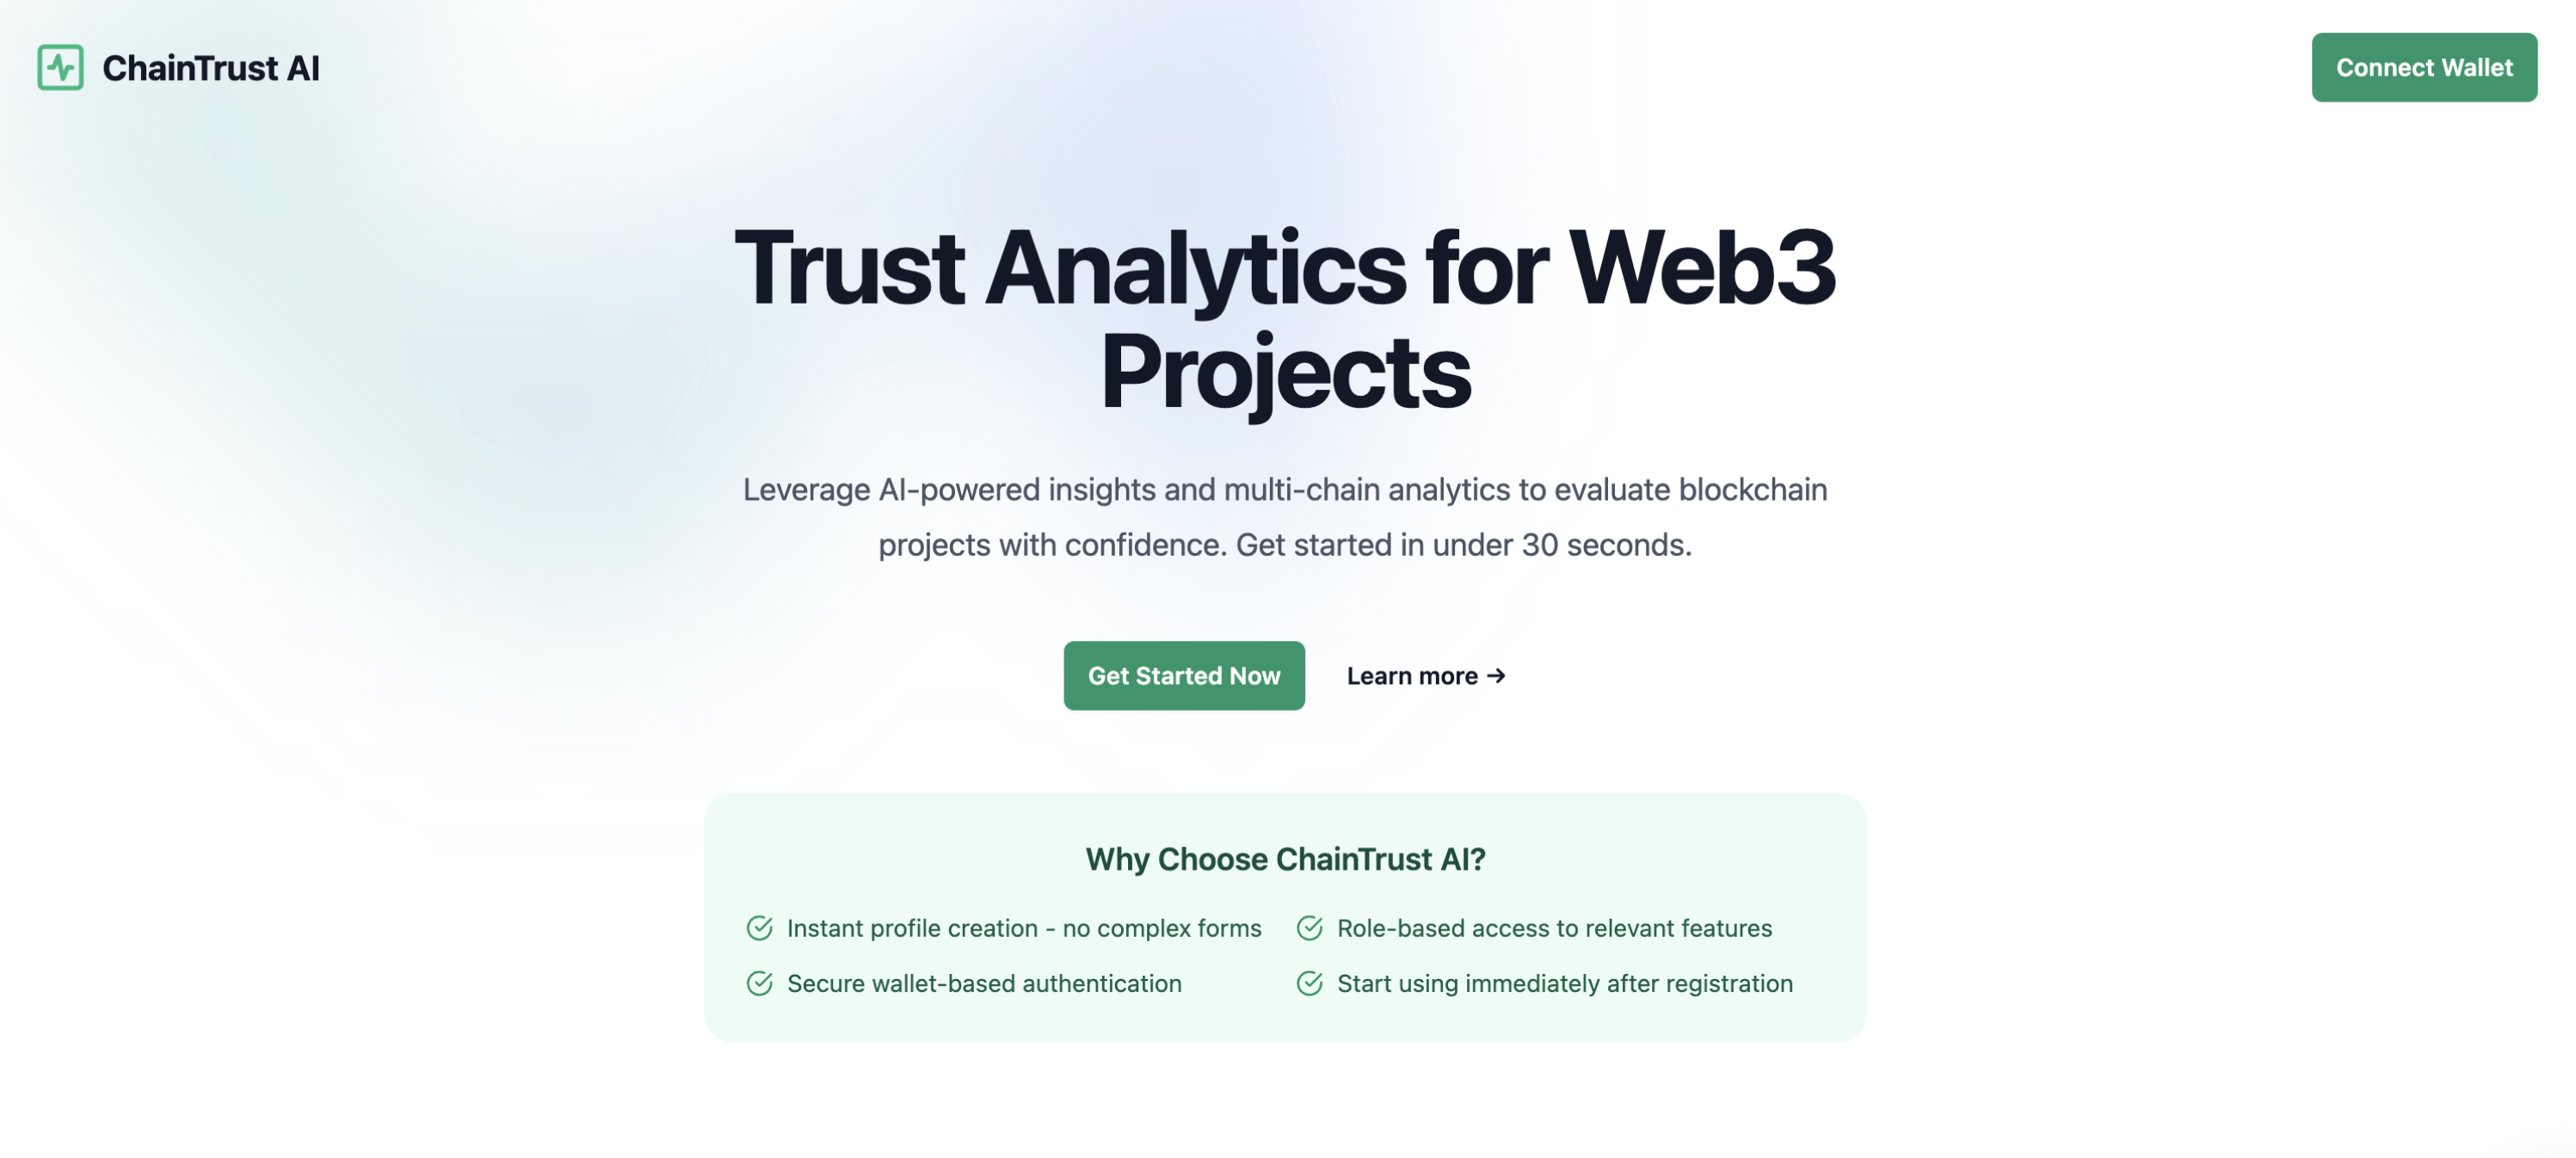 ChainTrust AI
Connect Wallet
Trust Analytics for Web3
Projects
Leverage AI-powered insights and multi-chain analytics to evaluate blockchain
projects with confidence. Get started in under 30 seconds.
Get Started Now
Learn more →
Why Choose ChainTrust AI?
Instant profile creation - no complex forms
Role-based access to relevant features
Secure wallet-based authentication
Start using immediately after registration